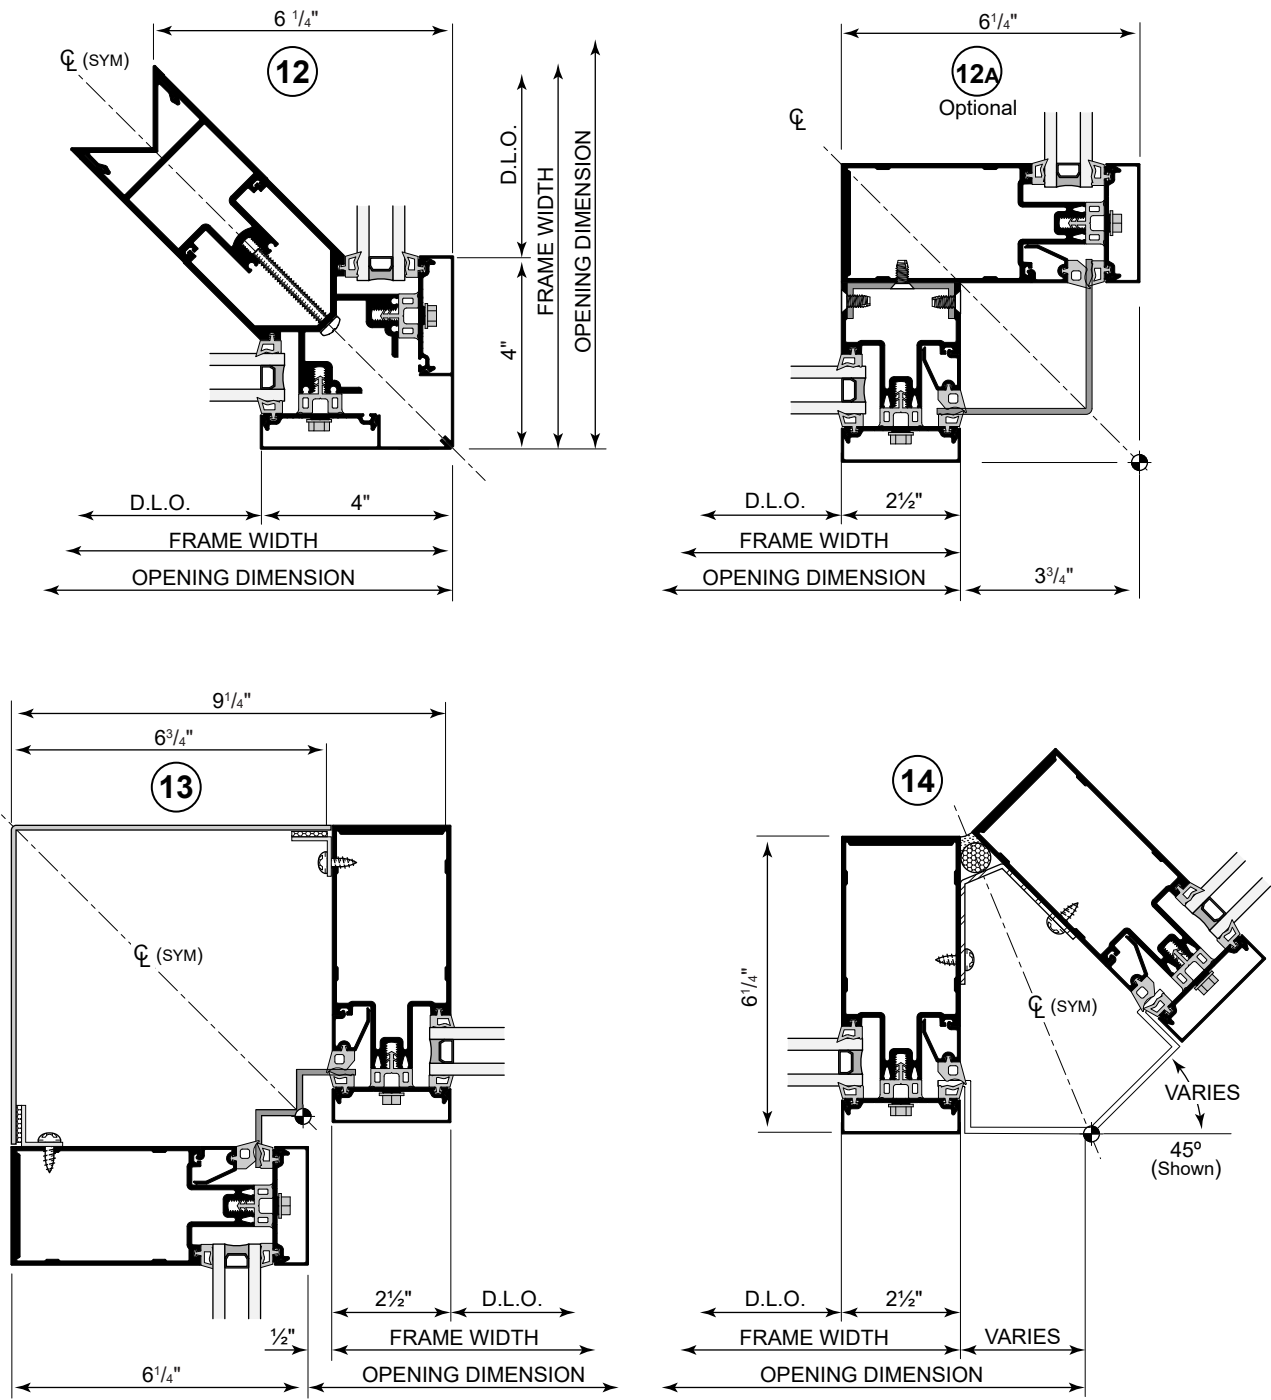 6 1/4"
℄ (SYM)
12
D.L.O.
FRAME WIDTH
OPENING DIMENSION
4"
D.L.O.
4"
FRAME WIDTH
OPENING DIMENSION
6 1/4"
12A
Optional
℄
D.L.O.
2½"
FRAME WIDTH
OPENING DIMENSION
3 3/4"
9 1/4"
6 3/4"
13
℄ (SYM)
2½"
D.L.O.
½"
FRAME WIDTH
6 1/4"
OPENING DIMENSION
14
6 1/4"
℄ (SYM)
VARIES
45º
(Shown)
D.L.O.
2½"
FRAME WIDTH
VARIES
OPENING DIMENSION